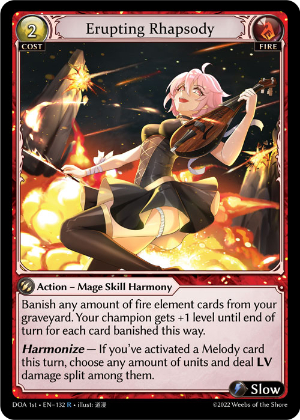 2
Erupting Rhapsody
COST
FIRE
Action – Mage Skill Harmony
Banish any amount of fire element cards from your
graveyard. Your champion gets +1 level until end of
turn for each card banished this way.
Harmonize — If you've activated a Melody card
this turn, choose any amount of units and deal LV
damage split among them.
Slow
DOA 1st • EN-132 R • illust:
©2022 Weebs of the Shore